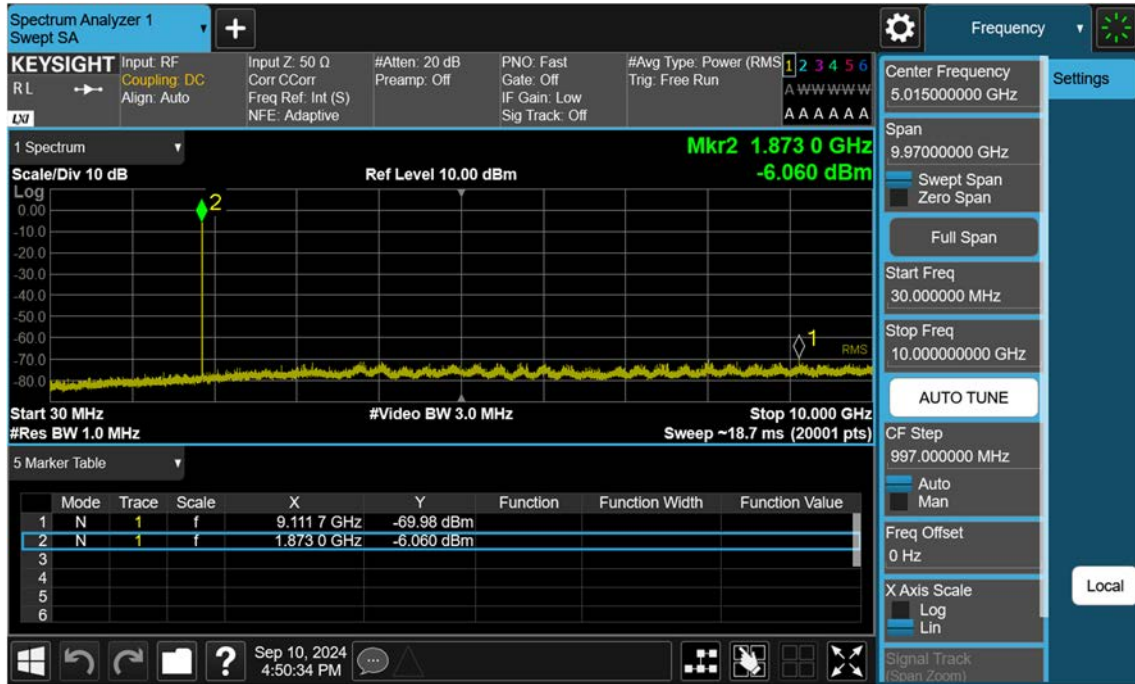 Spectrum Analyzer 1
Swept SA
+
Frequency
KEYSIGHT
R L
LXI
Input: RF
Coupling: DC
Align: Auto
Input Z: 50 Ω
Corr CCorr
Freq Ref: Int (S)
NFE: Adaptive
#Atten: 20 dB
Preamp: Off
PNO: Fast
Gate: Off
IF Gain: Low
Sig Track: Off
#Avg Type: Power (RMS
Trig: Free Run
1 2 3 4 5 6
A W W W W W
A A A A A A
1 Spectrum
Mkr2 1.873 0 GHz
-6.060 dBm
Scale/Div 10 dB
Ref Level 10.00 dBm
Log
0.00
-10.0
-20.0
-30.0
-40.0
-50.0
-60.0
-70.0
-80.0
2
1
RMS
Start 30 MHz
#Video BW 3.0 MHz
Stop 10.000 GHz
#Res BW 1.0 MHz
Sweep ~18.7 ms (20001 pts)
5 Marker Table
Mode Trace Scale X Y Function Function Width Function Value
1 N 1 f 9.111 7 GHz -69.98 dBm
2 N 1 f 1.873 0 GHz -6.060 dBm
3
4
5
6
?
Sep 10, 2024
4:50:34 PM
Center Frequency
5.015000000 GHz
Settings
Span
9.97000000 GHz
Swept Span
Zero Span
Full Span
Start Freq
30.000000 MHz
Stop Freq
10.000000000 GHz
AUTO TUNE
CF Step
997.000000 MHz
Auto
Man
Freq Offset
0 Hz
X Axis Scale
Log
Lin
Local
Signal Track
(Span Zoom)